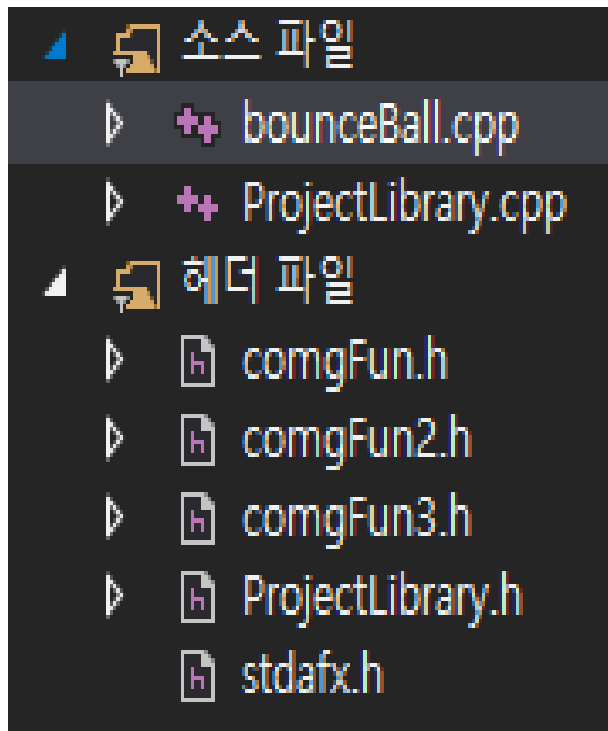 소스 파일
bounceBall.cpp
ProjectLibrary.cpp
헤더 파일
comgFun.h
comgFun2.h
comgFun3.h
ProjectLibrary.h
stdafx.h